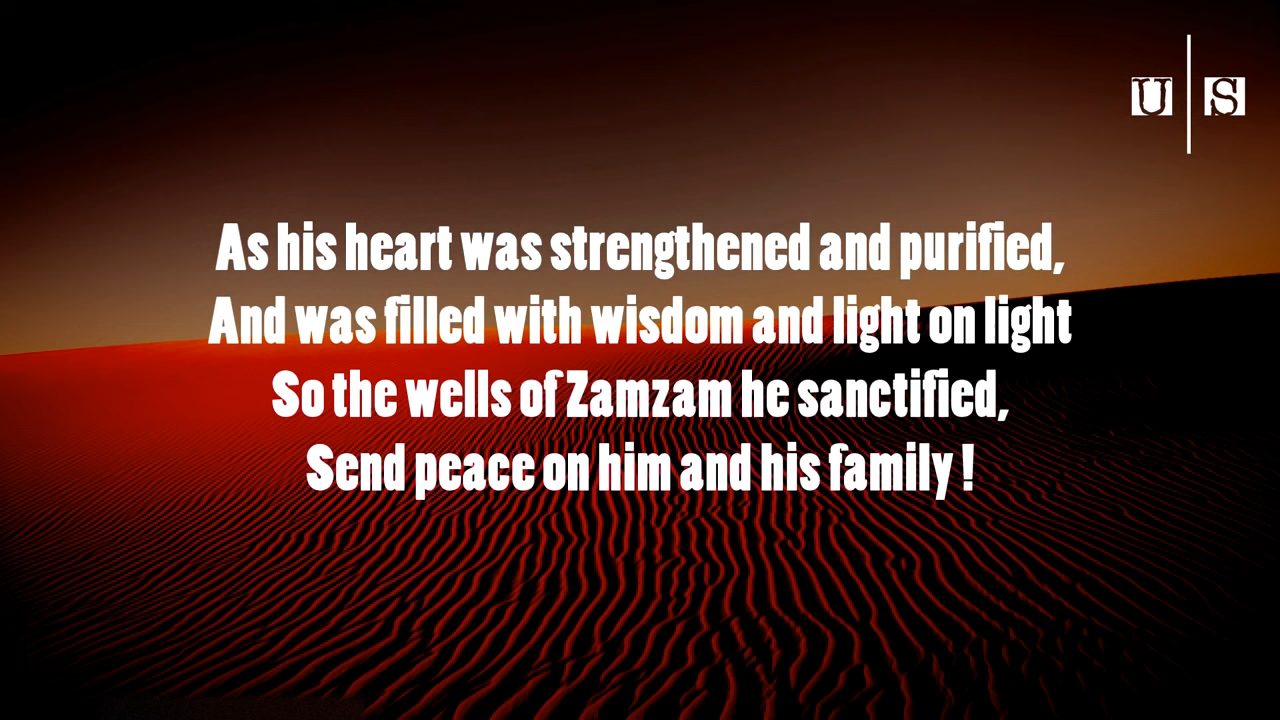 U | S
As his heart was strengthened and purified,
And was filled with wisdom and light on light
So the wells of Zamzam he sanctified,
Send peace on him and his family !